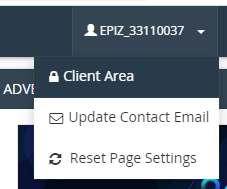 EPIZ_33110037
Client Area
ADVE
Update Contact Email
Reset Page Settings